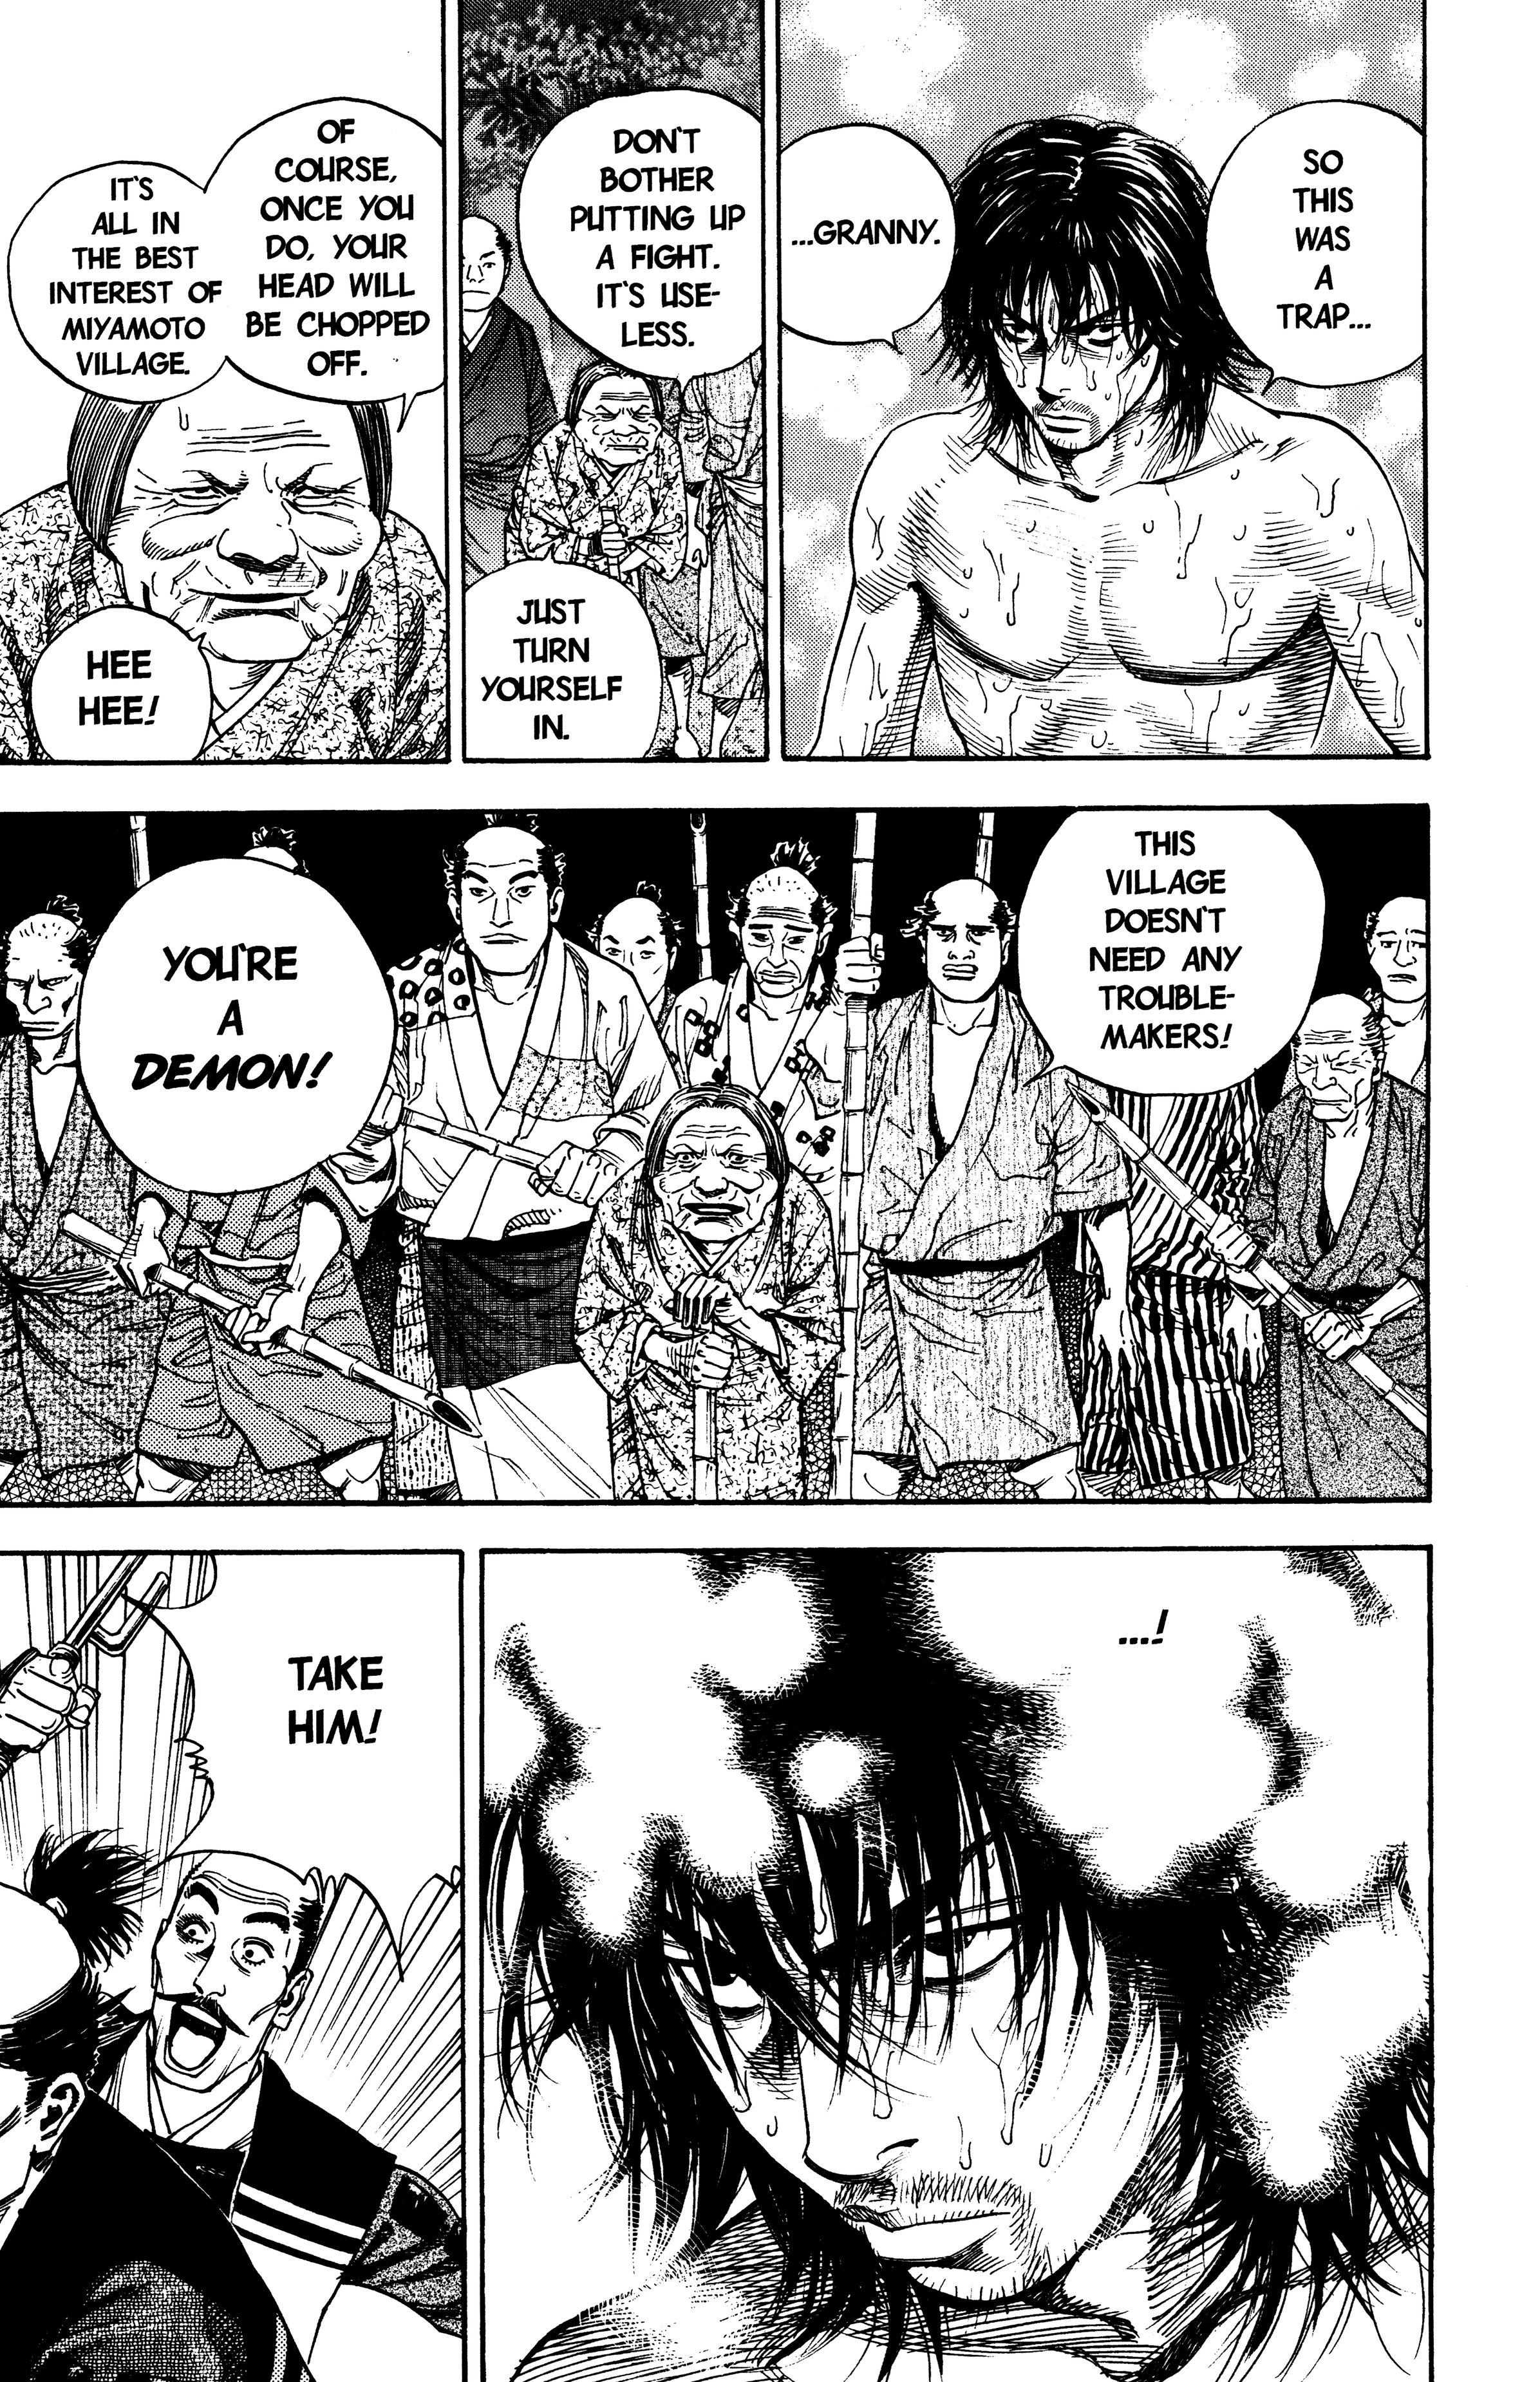 SO
THIS
WAS
A
TRAP...
...GRANNY.
DON'T
BOTHER
PUTTING UP
A FIGHT.
IT'S USE-
LESS.
JUST
TURN
YOURSELF
IN.
OF
COURSE,
ONCE YOU
DO, YOUR
HEAD WILL
BE CHOPPED
OFF.
IT'S
ALL IN
THE BEST
INTEREST OF
MIYAMOTO
VILLAGE.
HEE
HEE!
THIS
VILLAGE
DOESN'T
NEED ANY
TROUBLE-
MAKERS!
YOU'RE
A
DEMON!
...!
TAKE
HIM!